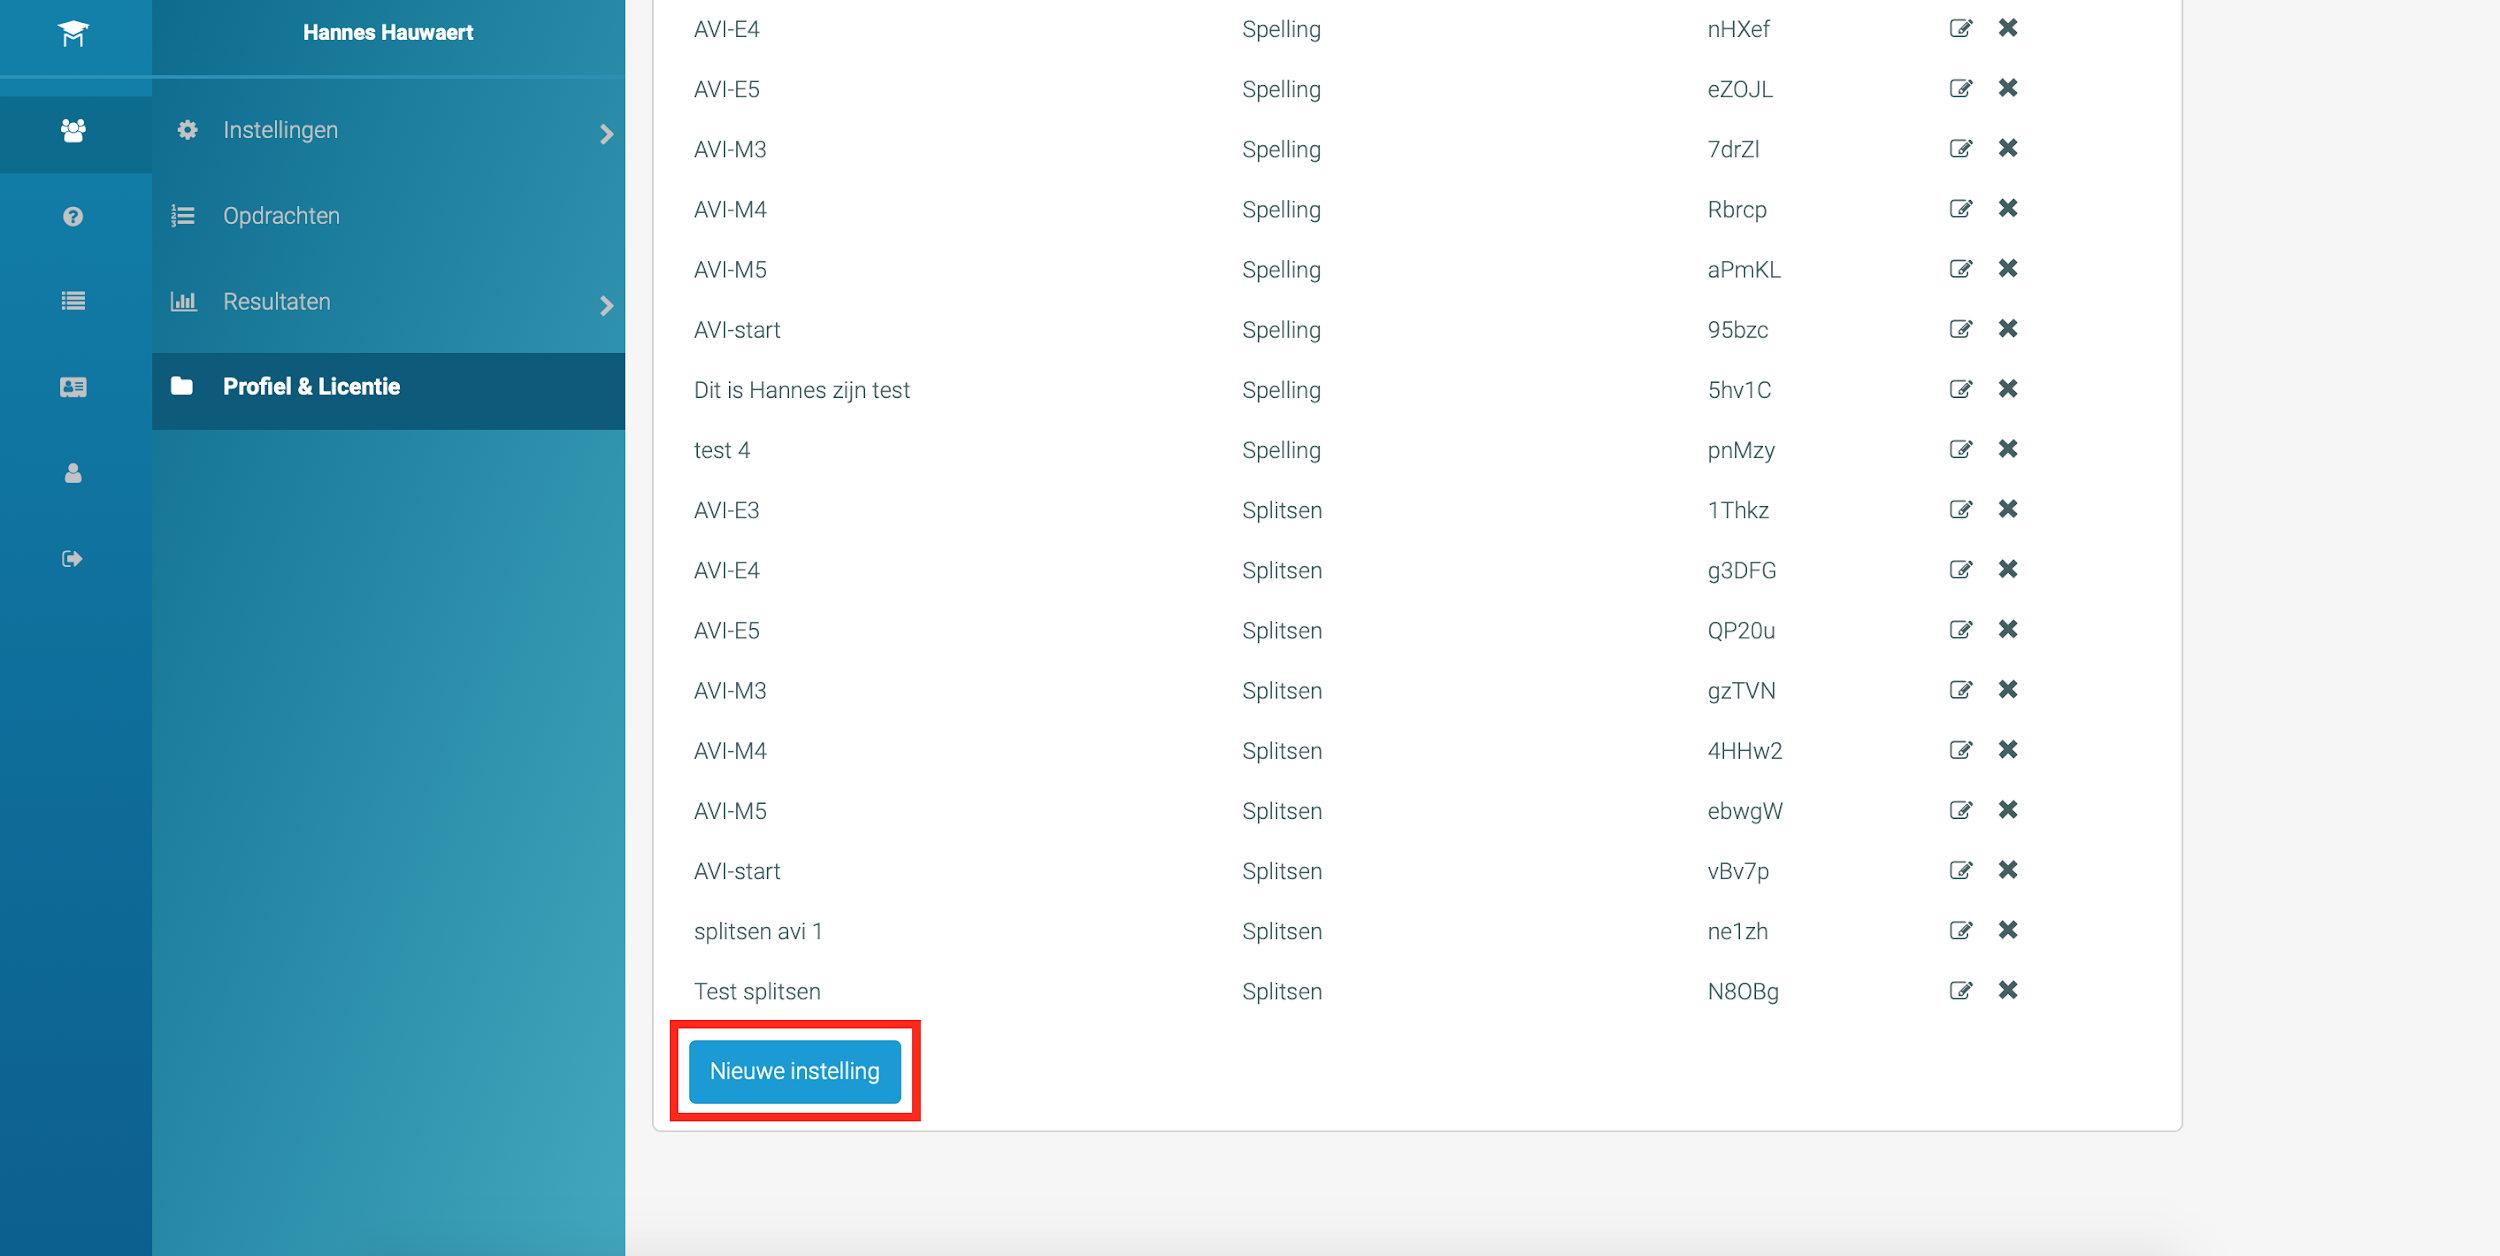 Hannes Hauwaert
Instellingen
Opdrachten
Resultaten
Profiel & Licentie
AVI-E4 Spelling nHXef
AVI-E5 Spelling eZOJL
AVI-M3 Spelling 7drZl
AVI-M4 Spelling Rbrcp
AVI-M5 Spelling aPmKL
AVI-start Spelling 95bzc
Dit is Hannes zijn test Spelling 5hv1C
test 4 Spelling pnMzy
AVI-E3 Splitsen 1Thkz
AVI-E4 Splitsen g3DFG
AVI-E5 Splitsen QP20u
AVI-M3 Splitsen gzTVN
AVI-M4 Splitsen 4HHw2
AVI-M5 Splitsen ebwgW
AVI-start Splitsen vBv7p
splitsen avi 1 Splitsen ne1zh
Test splitsen Splitsen N8OBg
Nieuwe instelling